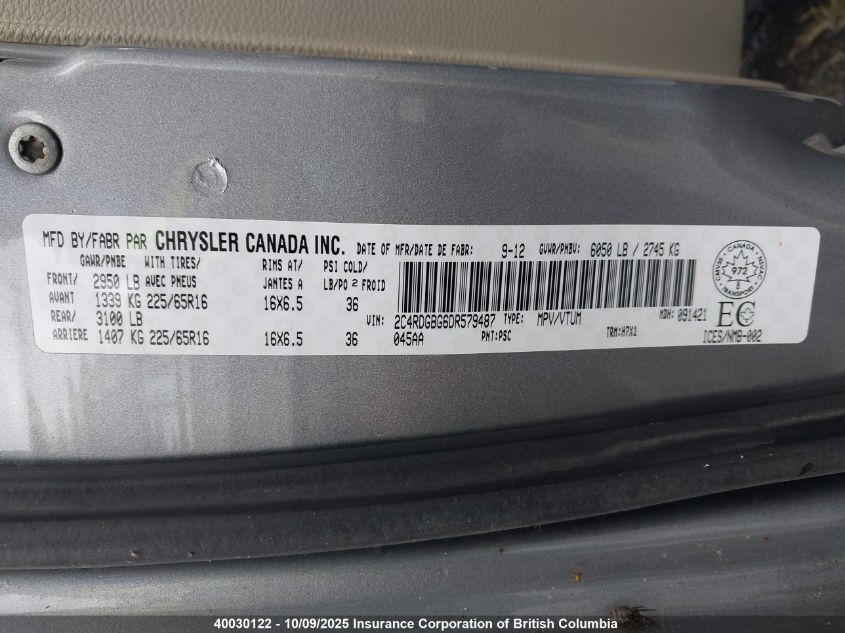 MFD BY/FABR PAR CHRYSLER CANADA INC. DATE OF MFR/DATE DE FABR: 9-12 GVWR/PNBV: 6050 LB / 2745 KG
GAWR/PNBE WITH TIRES/ RIMS AT/ PSI COLD/
FRONT/ 2950 LB AVEC PNEUS JANTES A LB/PO 2 FROID
AVANT 1339 KG 225/65R16 16X6.5 36
REAR/ 3100 LB
ARRIERE 1407 KG 225/65R16 16X6.5 36
VIN: 2C4RDGBG6DR579487 TYPE: MPV/VTUM MDH: 091421
045AA PNT: PSC TRM: H7X1
CANADA
972
EC
ICES/NMB-002
40030122 - 10/09/2025 Insurance Corporation of British Columbia